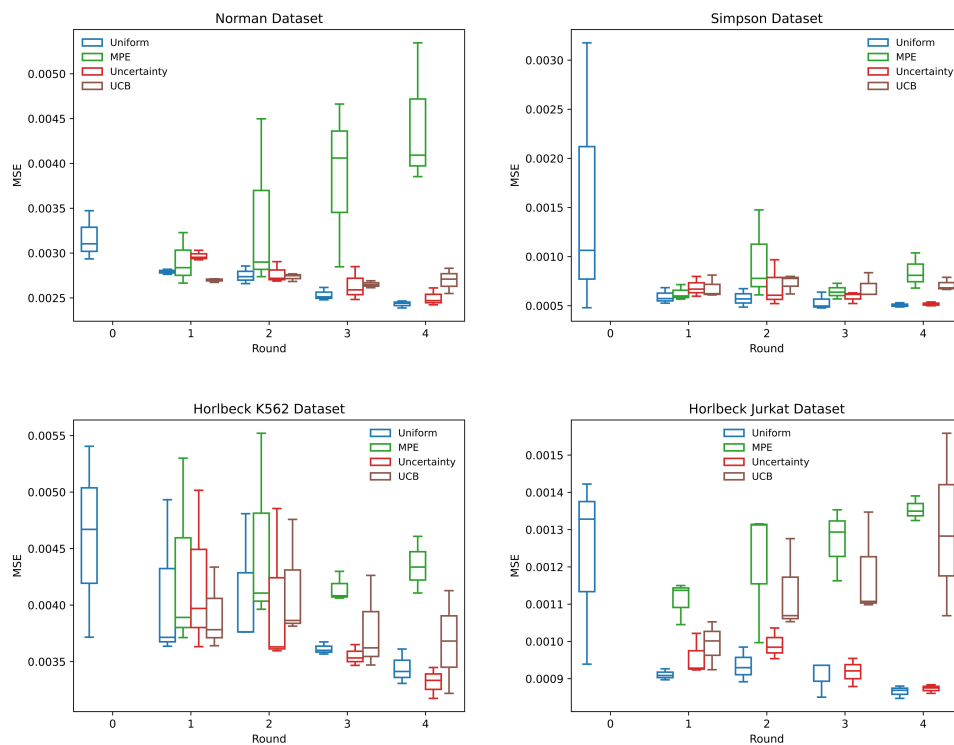 Norman Dataset
Uniform
MPE
Uncertainty
UCB
0.0050
0.0045
0.0040
0.0035
0.0030
0.0025
MSE
0
1
2
3
4
Round
Simpson Dataset
Uniform
MPE
Uncertainty
UCB
0.0030
0.0025
0.0020
0.0015
0.0010
0.0005
MSE
0
1
2
3
4
Round
Horlbeck K562 Dataset
Uniform
MPE
Uncertainty
UCB
0.0055
0.0050
0.0045
0.0040
0.0035
MSE
0
1
2
3
4
Round
Horlbeck Jurkat Dataset
Uniform
MPE
Uncertainty
UCB
0.0015
0.0014
0.0013
0.0012
0.0011
0.0010
0.0009
MSE
0
1
2
3
4
Round